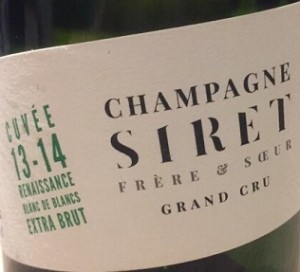 CUVÉE
13-14
RENAISSANCE
BLANC DE BLANCS
EXTRA BRUT
CHAMPAGNE
SIRET
FRÈRE & SŒUR
GRAND CRU